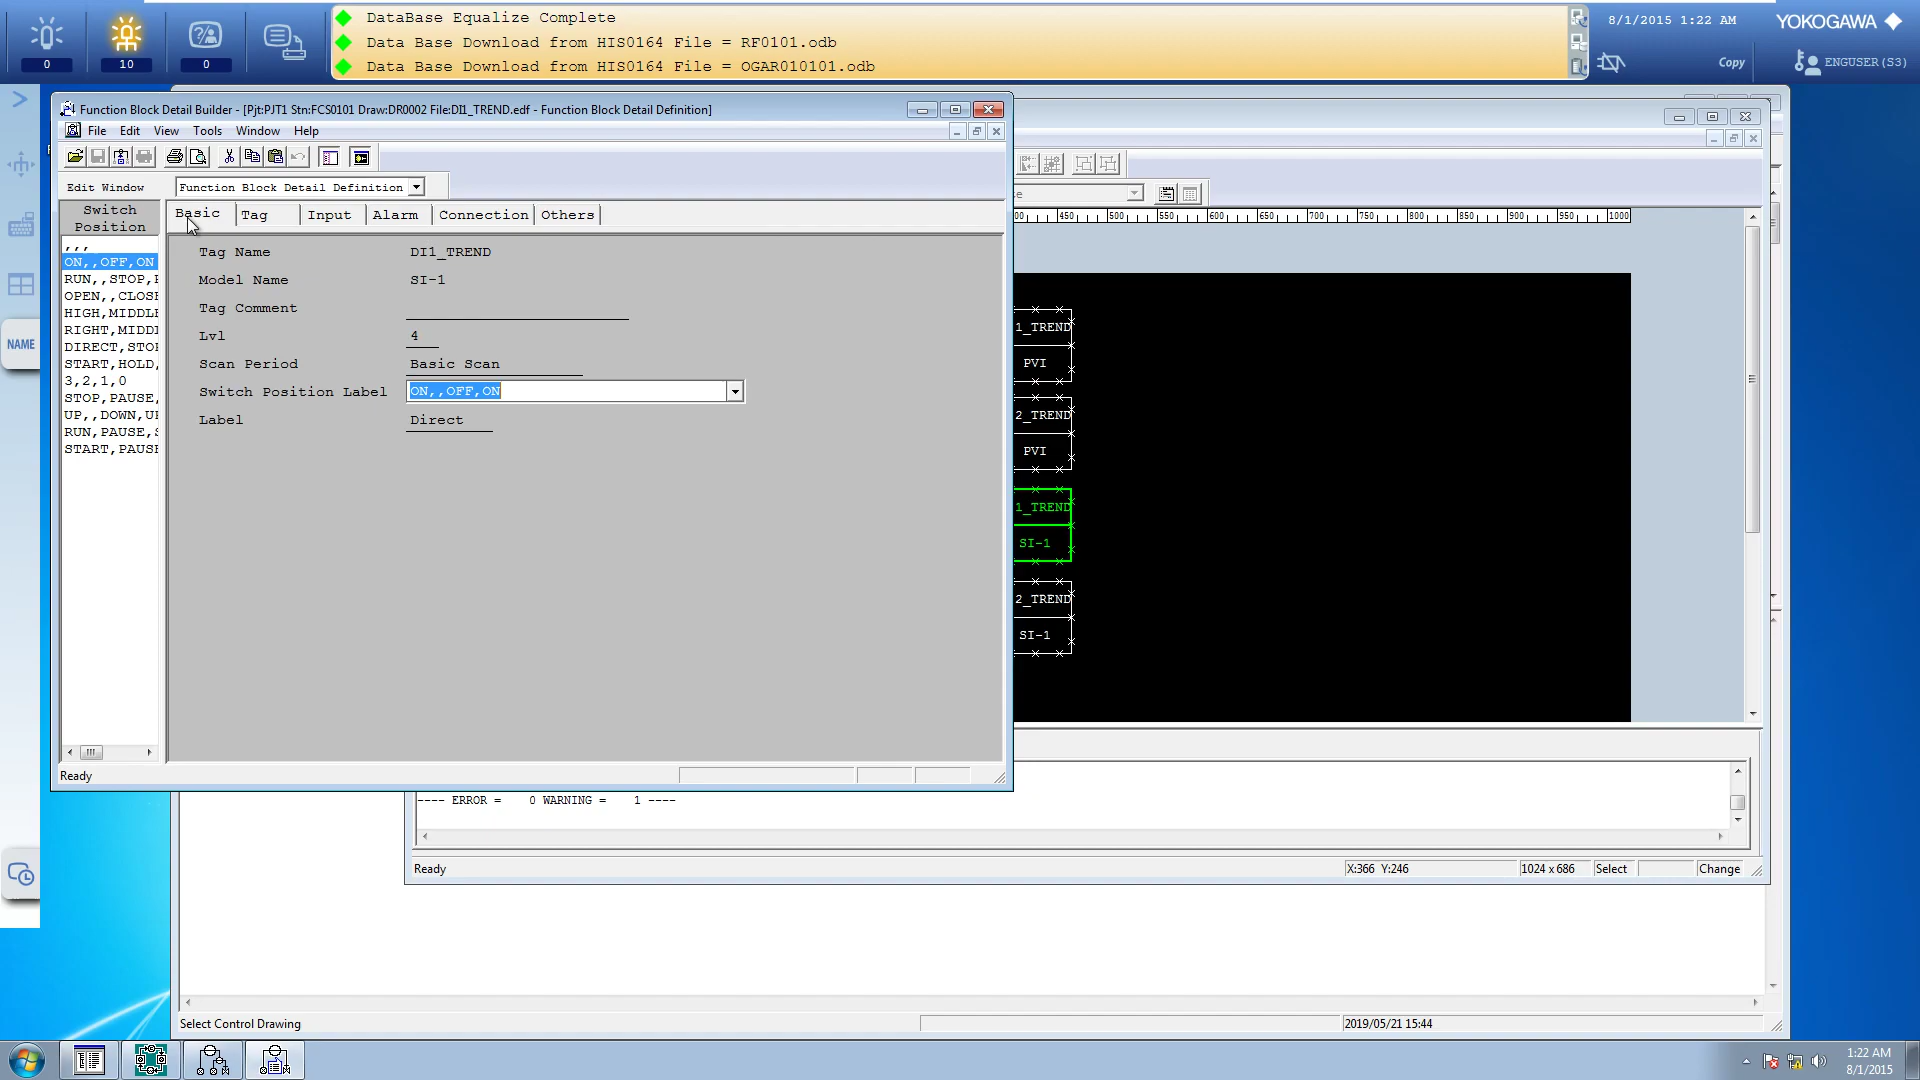 0
10
0
DataBase Equalize Complete
Data Base Download from HIS0164 File = RF0101.odb
Data Base Download from HIS0164 File = OGAR010101.odb
8/1/2015 1:22 AM
YOKOGAWA
Copy
ENGUSER (S3)
Function Block Detail Builder - [Pjt:PJT1 Stn:FCS0101 Draw:DR0002 File:DI1_TREND.edf - Function Block Detail Definition]
File Edit View Tools Window Help
Edit Window
Function Block Detail Definition
Switch Position
Basic
Tag
Input
Alarm
Connection
Others
,,,
ON,,OFF,ON
RUN,,STOP,
OPEN,,CLOSE
HIGH,MIDDLE
RIGHT,MIDD
DIRECT,STOP
START,HOLD,
3,2,1,0
STOP,PAUSE,
UP,,DOWN,UP
RUN,PAUSE,
START,PAUSE
Tag Name DI1_TREND
Model Name SI-1
Tag Comment
Lvl 4
Scan Period Basic Scan
Switch Position Label ON,,OFF,ON
Label Direct
Ready
NAME
450 500 550 600 650 700 750 800 850 900 950 1000
1_TREND
PVI
2_TREND
PVI
1_TREND
SI-1
2_TREND
SI-1
---- ERROR = 0 WARNING = 1 ----
Ready
X:366 Y:246
1024 x 686
Select
Change
Select Control Drawing
2019/05/21 15:44
1:22 AM
8/1/2015